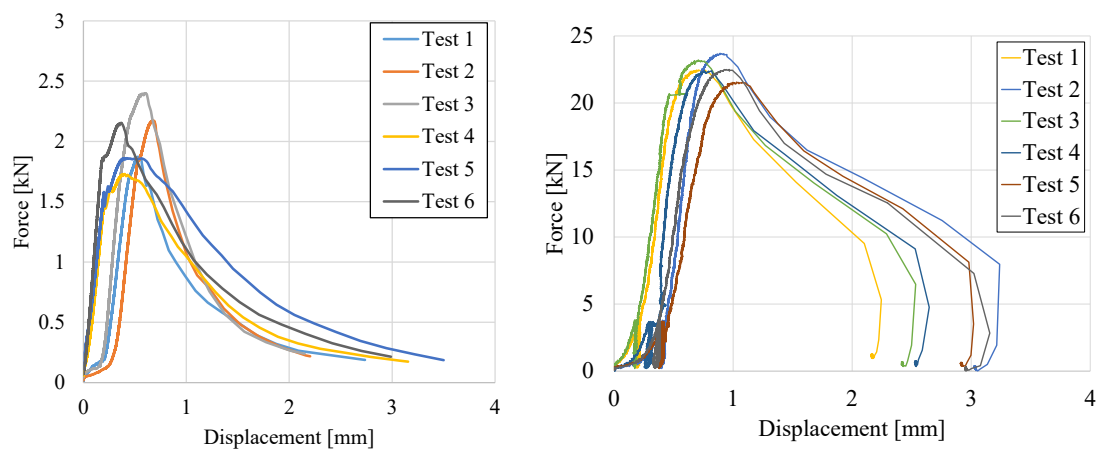 3
2.5
2
1.5
1
0.5
0
Force [kN]
0
1
2
3
4
Displacement [mm]
Test 1
Test 2
Test 3
Test 4
Test 5
Test 6
25
20
15
10
5
0
Force [kN]
0
1
2
3
4
Displacement [mm]
Test 1
Test 2
Test 3
Test 4
Test 5
Test 6